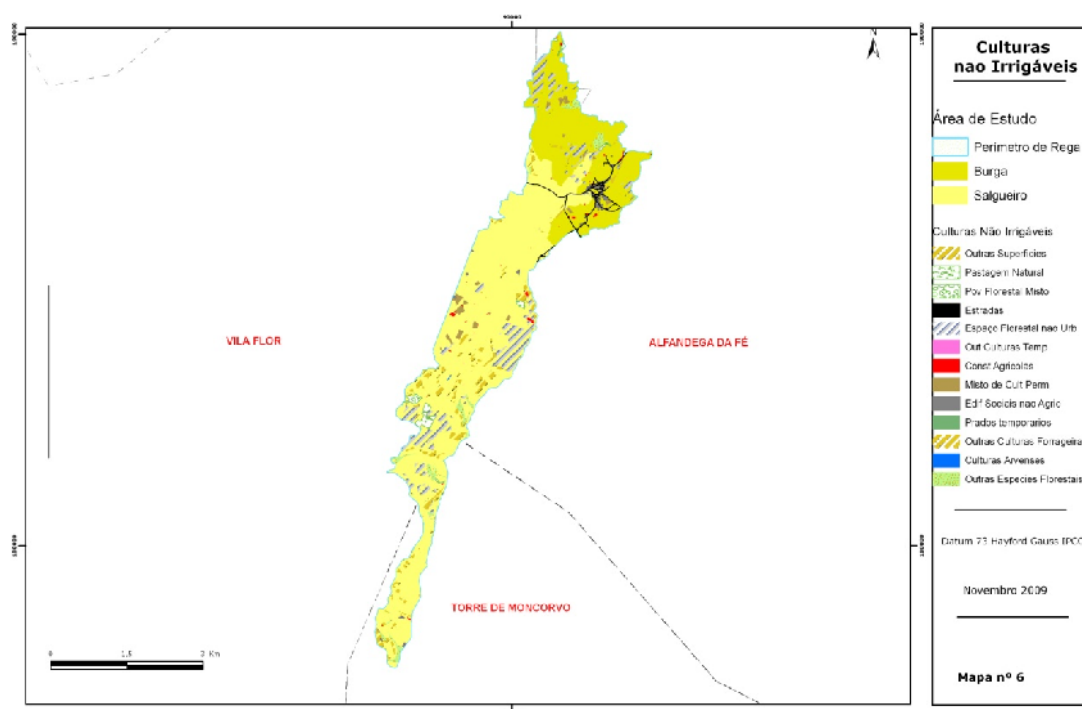 N
VILA FLOR
ALFANDEGA DA FÉ
TORRE DE MONCORVO
0 1,5 3 Km
Culturas
nao Irrigáveis
Área de Estudo
Perimetro de Rega
Burga
Salgueiro
Culturas Não Irrigáveis
Outras Superficies
Pastagem Natural
Pov Florestal Misto
Estradas
Espaço Florestal nao Urb
Out Culturas Temp
Const Agricolas
Misto de Cult Perm
Edif Sociais nao Agric
Prados temporarios
Outras Culturas Forrageira
Culturas Arvenses
Outras Especies Florestais
Datum 73 Hayford Gauss IPCC
Novembro 2009
Mapa nº 6